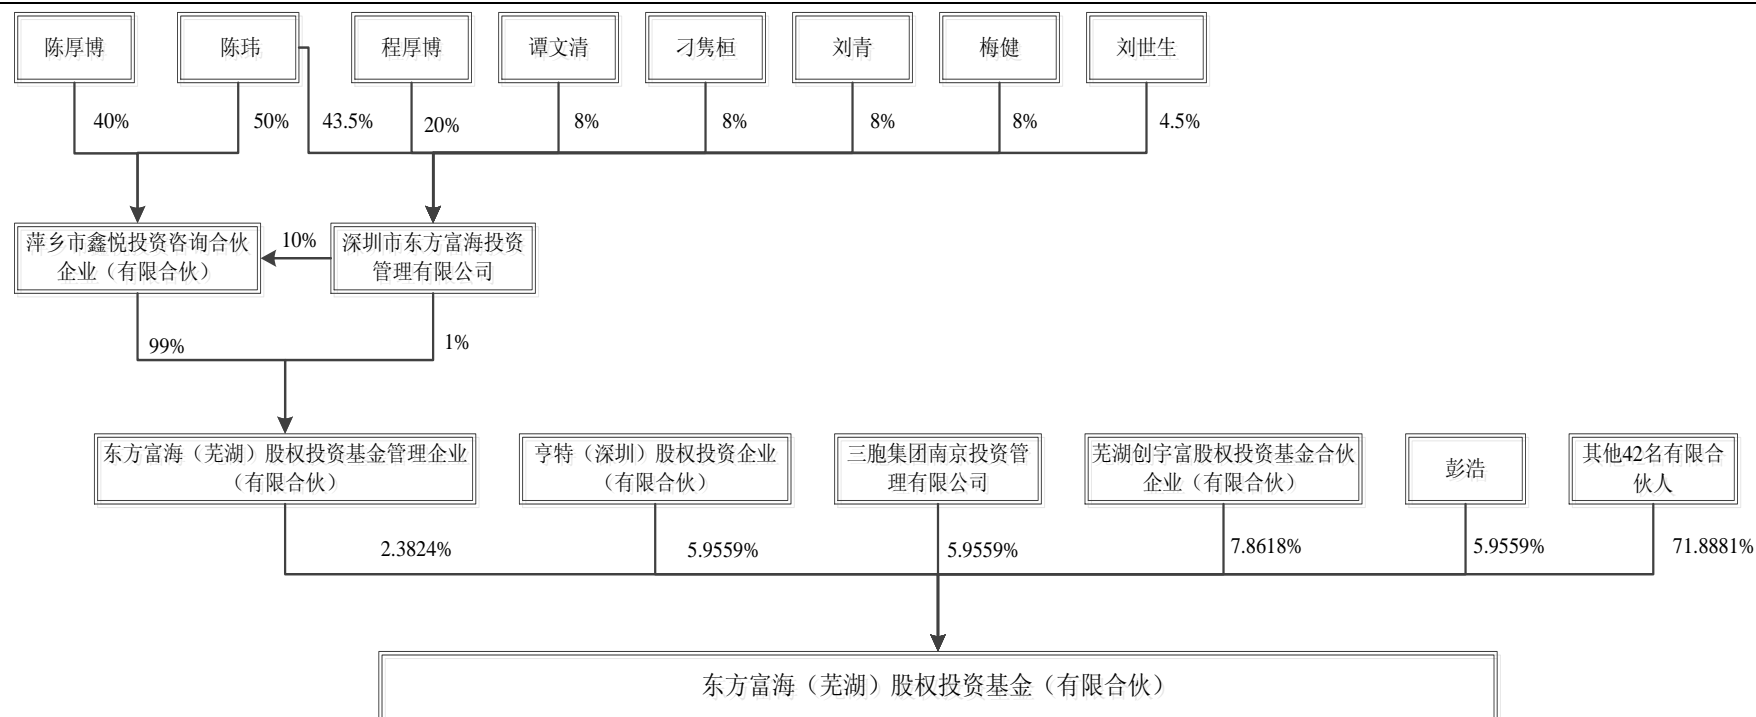 陈厚博
陈玮
程厚博
谭文清
刁隽桓
刘青
梅健
刘世生
40%
50%
43.5%
20%
8%
8%
8%
8%
4.5%
萍乡市鑫悦投资咨询合伙
企业（有限合伙）
10%
深圳市东方富海投资
管理有限公司
99%
1%
东方富海（芜湖）股权投资基金管理企业
（有限合伙）
亨特（深圳）股权投资企业
（有限合伙）
三胞集团南京投资管
理有限公司
芜湖创宇富股权投资基金合伙
企业（有限合伙）
彭浩
其他42名有限合
伙人
2.3824%
5.9559%
5.9559%
7.8618%
5.9559%
71.8881%
东方富海（芜湖）股权投资基金（有限合伙）